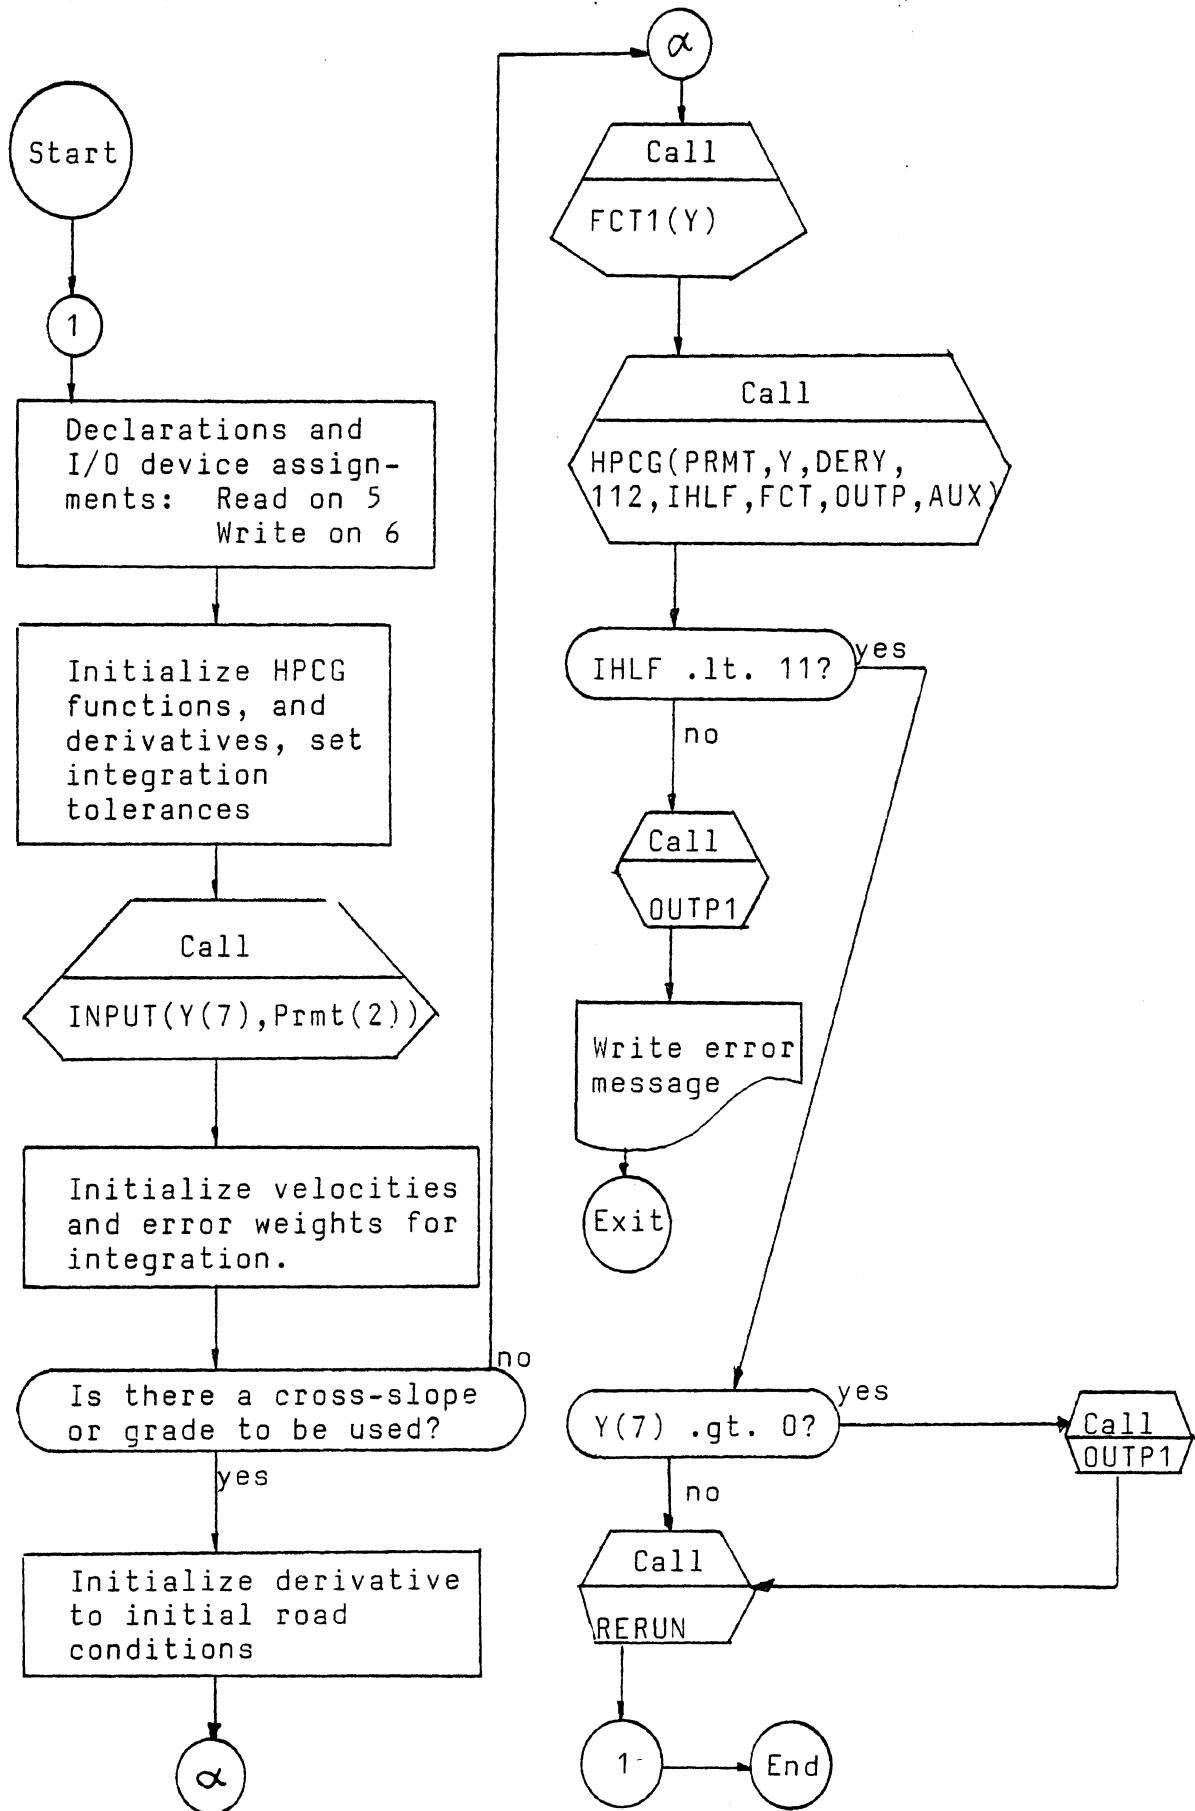 Start
1
Declarations and
I/O device assign-
ments: Read on 5
Write on 6
Initialize HPCG
functions, and
derivatives, set
integration
tolerances
Call
INPUT(Y(7),Prmt(2))
Initialize velocities
and error weights for
integration.
no
Is there a cross-slope
or grade to be used?
yes
Initialize derivative
to initial road
conditions
α
α
Call
FCT1(Y)
Call
HPCG(PRMT,Y,DERY,
112,IHLF,FCT,OUTP,AUX)
yes
IHLF .lt. 11?
no
Call
OUTP1
Write error
message
Exit
yes
Y(7) .gt. 0?
Call
OUTP1
no
Call
RERUN
1
End